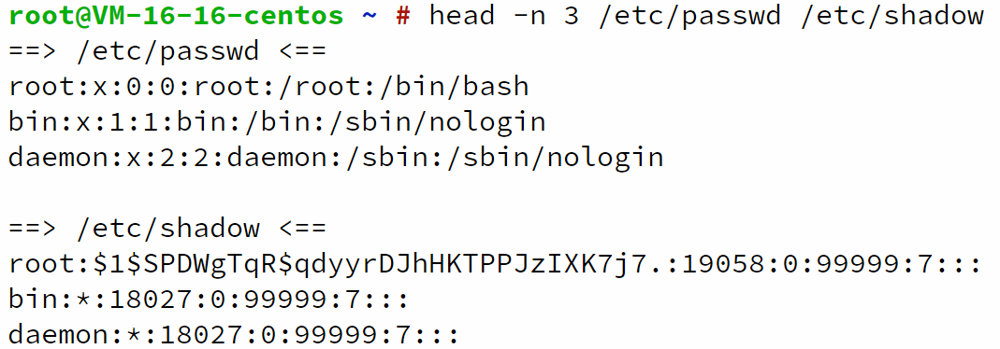 root@VM-16-16-centos ~ # head -n 3 /etc/passwd /etc/shadow
==> /etc/passwd <==
root:x:0:0:root:/root:/bin/bash
bin:x:1:1:bin:/bin:/sbin/nologin
daemon:x:2:2:daemon:/sbin:/sbin/nologin

==> /etc/shadow <==
root:$1$SPDWgTqR$qdyyrDJhHKTPPJzIXK7j7.:19058:0:99999:7:::
bin:*:18027:0:99999:7:::
daemon:*:18027:0:99999:7:::